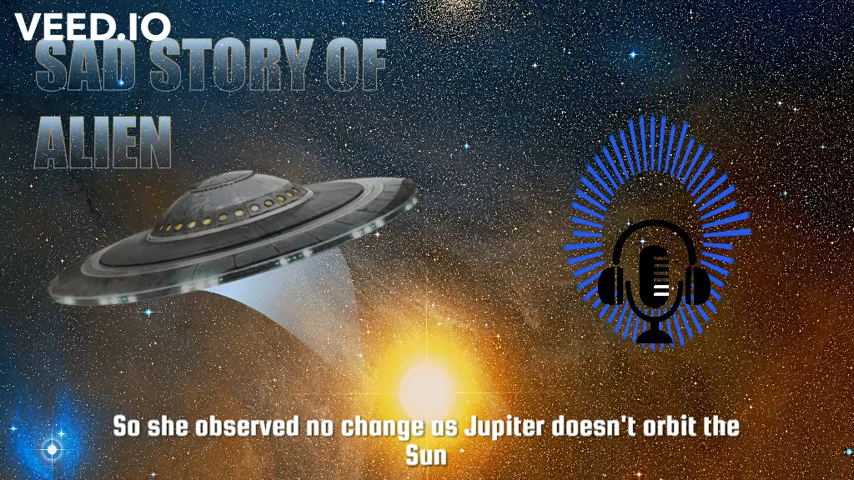 VEED.IO
SAD STORY OF
ALIEN
So she observed no change as Jupiter doesn't orbit the
Sun